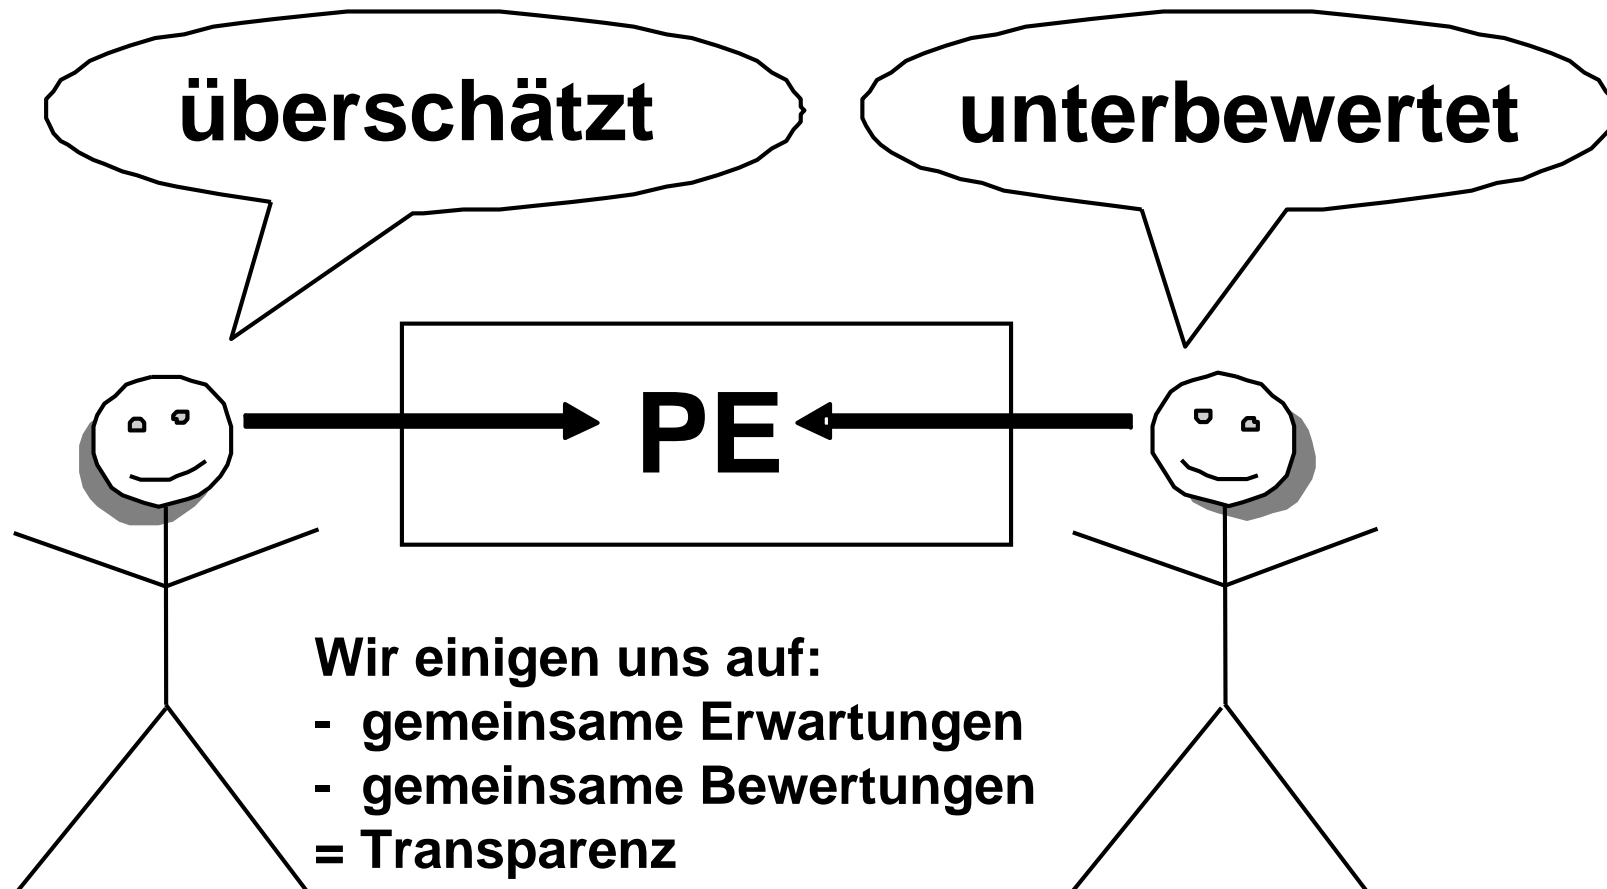 überschätzt
unterbewertet
PE
Wir einigen uns auf:
- gemeinsame Erwartungen
- gemeinsame Bewertungen
= Transparenz